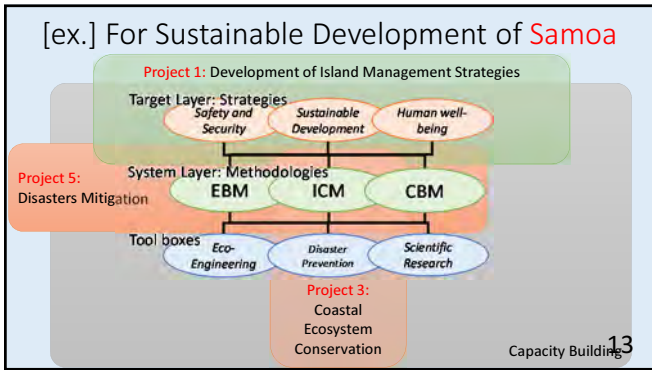 [ex.] For Sustainable Development of Samoa
Project 1: Development of Island Management Strategies
Target Layer: Strategies
Safety and Security
Sustainable Development
Human well-being
Project 5:
Disasters Mitigation
System Layer: Methodologies
EBM
ICM
CBM
Tool boxes
Eco-Engineering
Disaster Prevention
Scientific Research
Project 3:
Coastal
Ecosystem
Conservation
Capacity Building
13